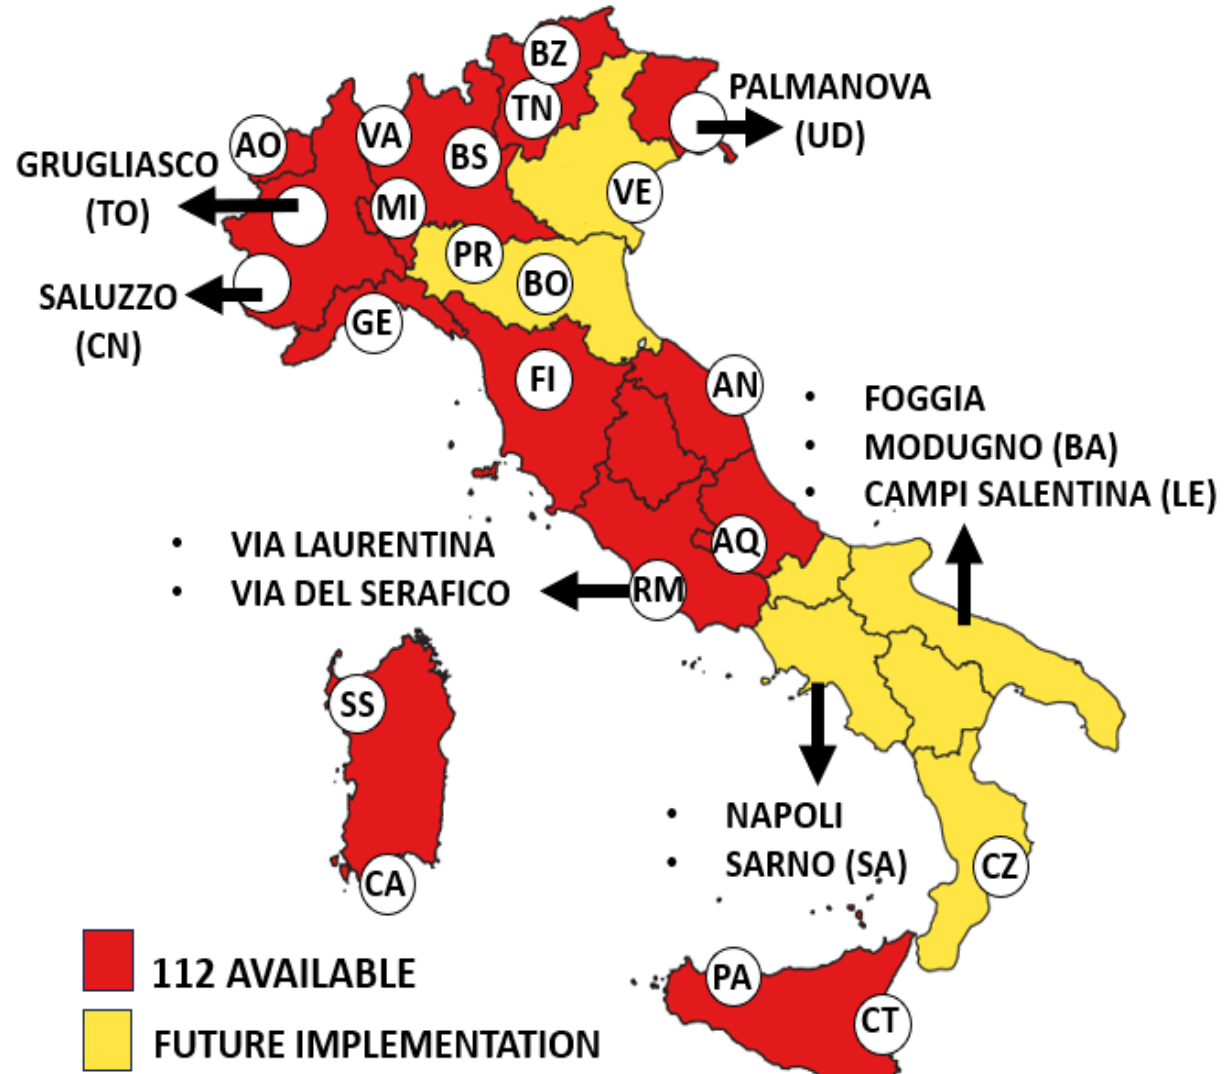 BZ
PALMANOVA
(UD)
TN
VA
AO
BS
GRUGLIASCO
(TO)
VE
MI
PR
BO
SALUZZO
(CN)
GE
FI
AN
• FOGGIA
• MODUGNO (BA)
• CAMPI SALENTINA (LE)
AQ
• VIA LAURENTINA
• VIA DEL SERAFICO
RM
SS
• NAPOLI
• SARNO (SA)
CZ
CA
112 AVAILABLE
PA
CT
FUTURE IMPLEMENTATION